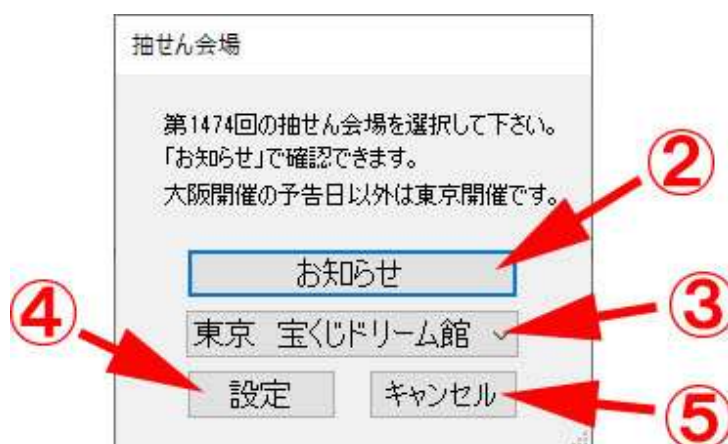 抽せん会場
第1474回の抽せん会場を選択して下さい。
「お知らせ」で確認できます。
大阪開催の予告日以外は東京開催です。
②
お知らせ
③
東京 宝くじドリーム館
④
設定
キャンセル
⑤